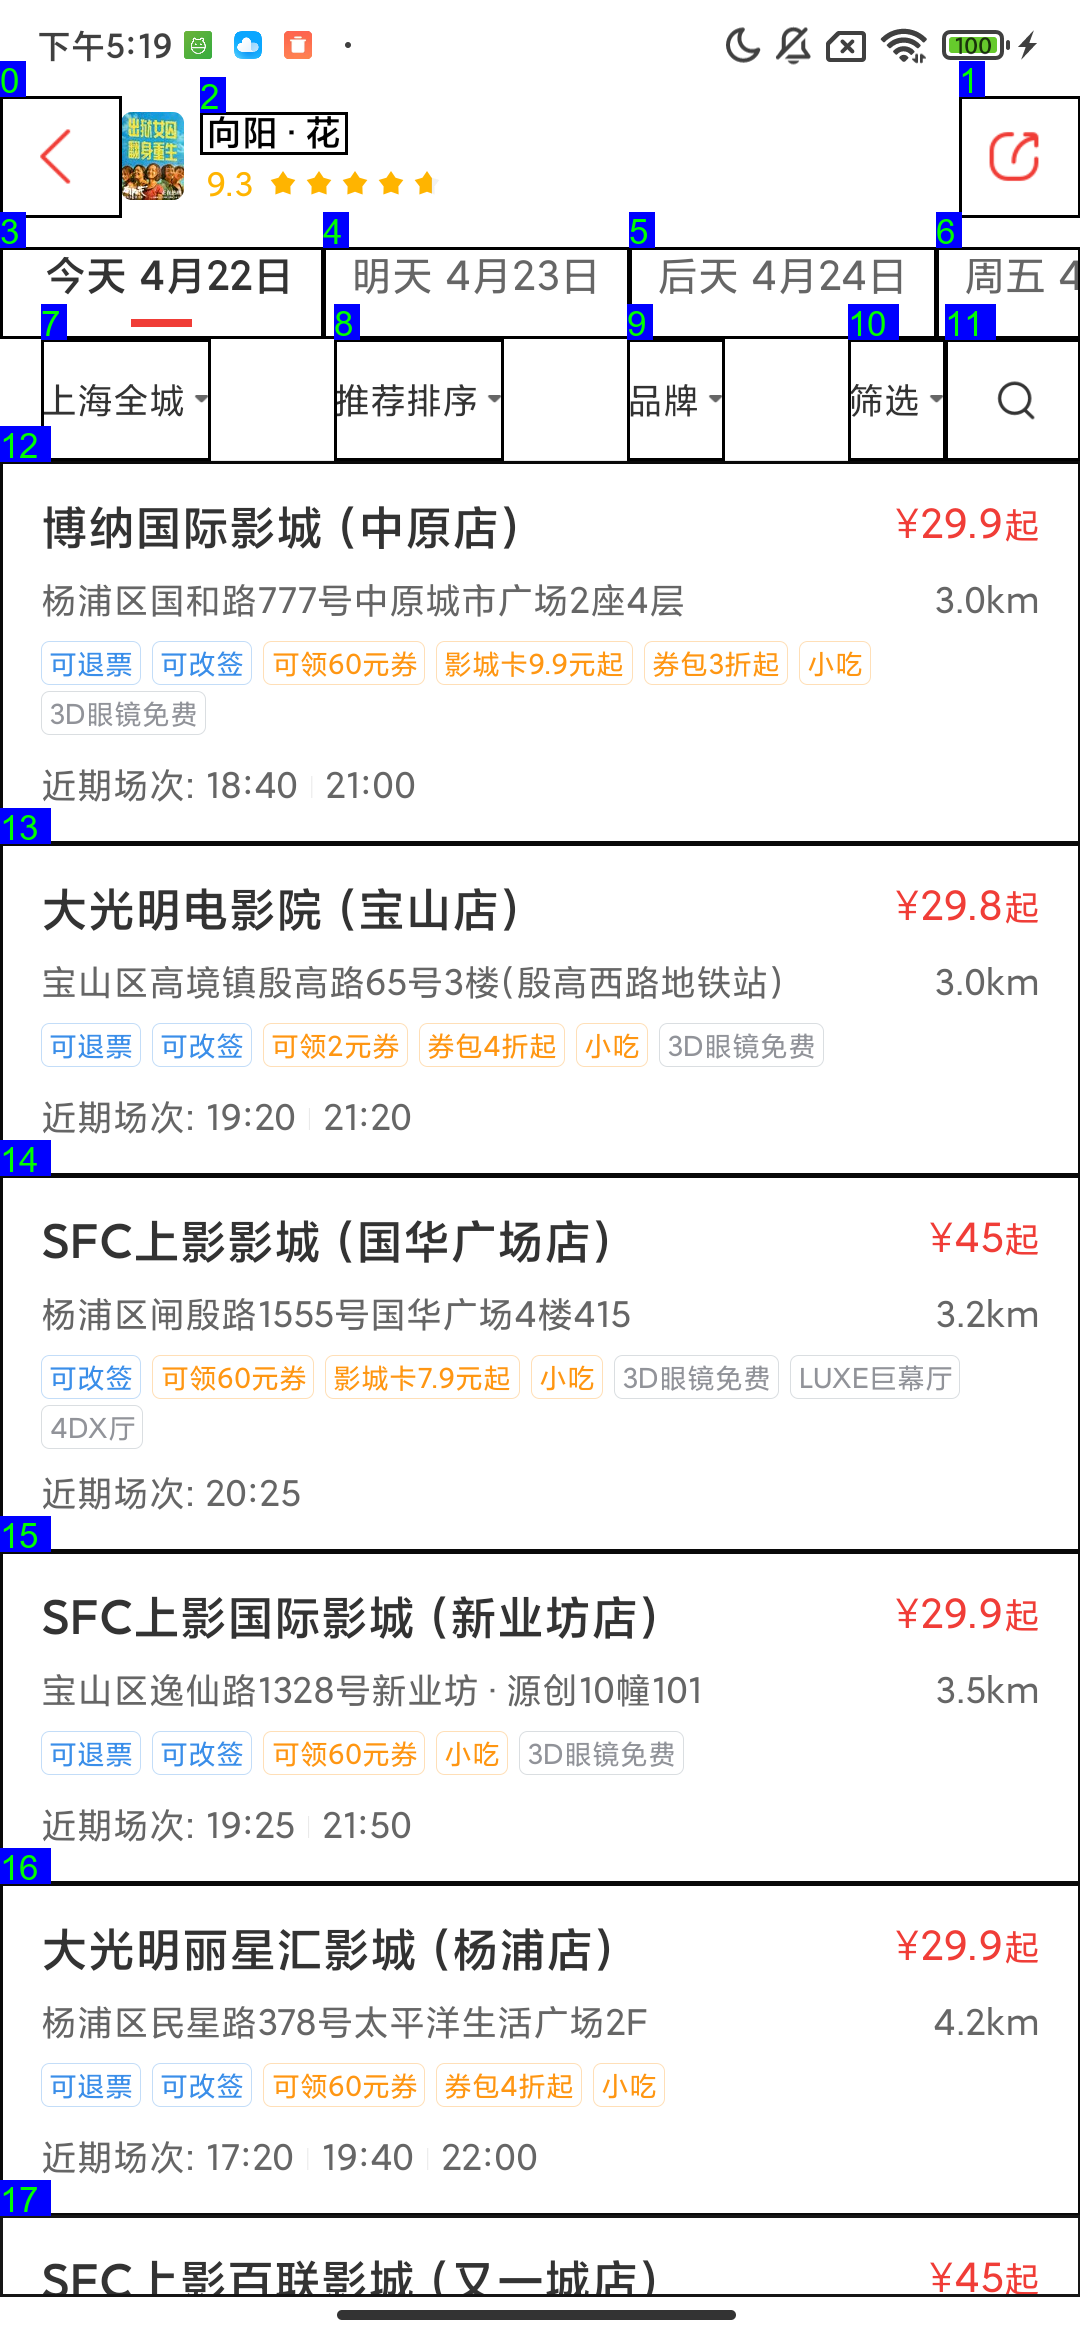 下午5:19
100
0
1
2
出狱女囚
翻身重生
向阳 · 花
9.3
3
4
5
6
今天 4月22日
明天 4月23日
后天 4月24日
周五 4
7
8
9
10
11
上海全城
推荐排序
品牌
筛选
12
博纳国际影城 (中原店)
¥29.9起
杨浦区国和路777号中原城市广场2座4层
3.0km
可退票 可改签 可领60元券 影城卡9.9元起 券包3折起 小吃
3D眼镜免费
近期场次: 18:40 21:00
13
大光明电影院 (宝山店)
¥29.8起
宝山区高境镇殷高路65号3楼(殷高西路地铁站)
3.0km
可退票 可改签 可领2元券 券包4折起 小吃 3D眼镜免费
近期场次: 19:20 21:20
14
SFC上影影城 (国华广场店)
¥45起
杨浦区闸殷路1555号国华广场4楼415
3.2km
可改签 可领60元券 影城卡7.9元起 小吃 3D眼镜免费 LUXE巨幕厅
4DX厅
近期场次: 20:25
15
SFC上影国际影城 (新业坊店)
¥29.9起
宝山区逸仙路1328号新业坊 · 源创10幢101
3.5km
可退票 可改签 可领60元券 小吃 3D眼镜免费
近期场次: 19:25 21:50
16
大光明丽星汇影城 (杨浦店)
¥29.9起
杨浦区民星路378号太平洋生活广场2F
4.2km
可退票 可改签 可领60元券 券包4折起 小吃
近期场次: 17:20 19:40 22:00
17
SFC上影百联影城 (又一城店)
¥45起